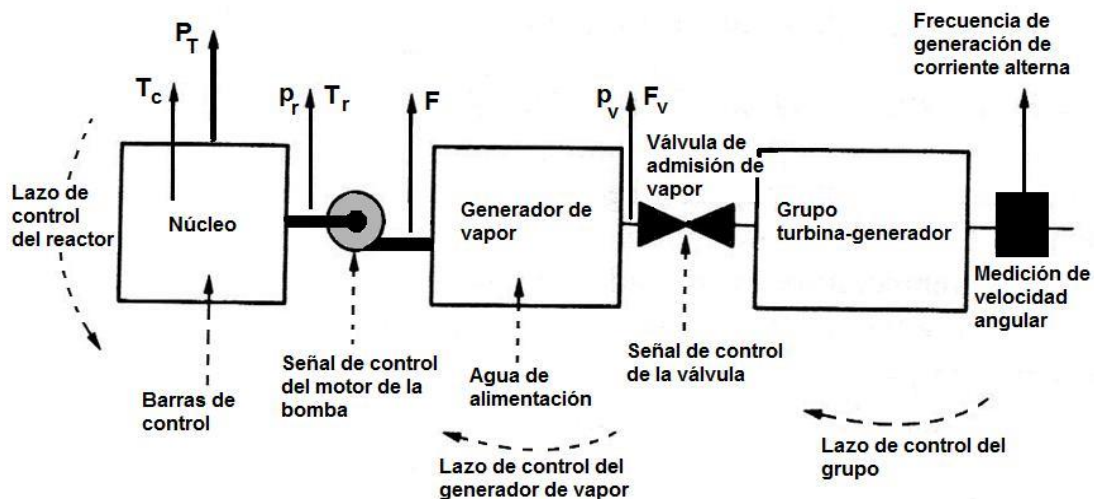 Frecuencia de
generación de
corriente alterna
P_T
T_c
p_r T_r
F
p_v F_v
Válvula de
admisión de
vapor
Lazo de
control
del reactor
Núcleo
Generador de
vapor
Grupo
turbina-generador
Medición de
velocidad
angular
Barras de
control
Señal de control
del motor de la
bomba
Agua de
alimentación
Señal de control
de la válvula
Lazo de control del
generador de vapor
Lazo de control del
grupo